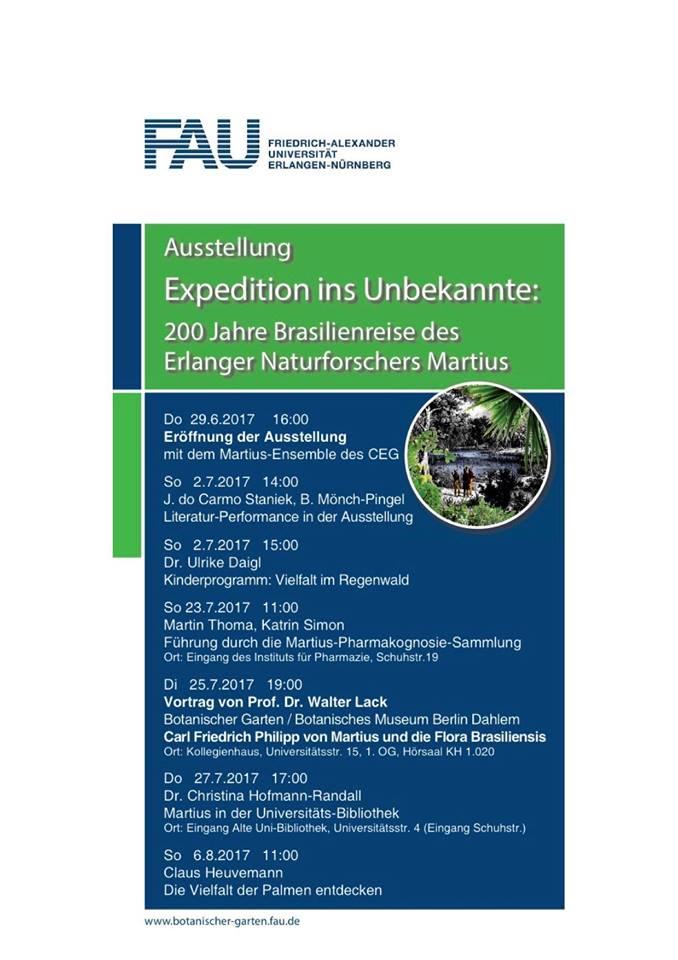 FAU
FRIEDRICH-ALEXANDER
UNIVERSITÄT
ERLANGEN-NÜRNBERG
Ausstellung
Expedition ins Unbekannte:
200 Jahre Brasilienreise des
Erlanger Naturforschers Martius
Do 29.6.2017 16:00
Eröffnung der Ausstellung
mit dem Martius-Ensemble des CEG
So 2.7.2017 14:00
J. do Carmo Staniek, B. Mönch-Pingel
Literatur-Performance in der Ausstellung
So 2.7.2017 15:00
Dr. Ulrike Daigl
Kinderprogramm: Vielfalt im Regenwald
So 23.7.2017 11:00
Martin Thoma, Katrin Simon
Führung durch die Martius-Pharmakognosie-Sammlung
Ort: Eingang des Instituts für Pharmazie, Schuhstr.19
Di 25.7.2017 19:00
Vortrag von Prof. Dr. Walter Lack
Botanischer Garten / Botanisches Museum Berlin Dahlem
Carl Friedrich Philipp von Martius und die Flora Brasiliensis
Ort: Kollegienhaus, Universitätsstr. 15, 1. OG, Hörsaal KH 1.020
Do 27.7.2017 17:00
Dr. Christina Hofmann-Randall
Martius in der Universitäts-Bibliothek
Ort: Eingang Alte Uni-Bibliothek, Universitätsstr. 4 (Eingang Schuhstr.)
So 6.8.2017 11:00
Claus Heuvemann
Die Vielfalt der Palmen entdecken
www.botanischer-garten.fau.de